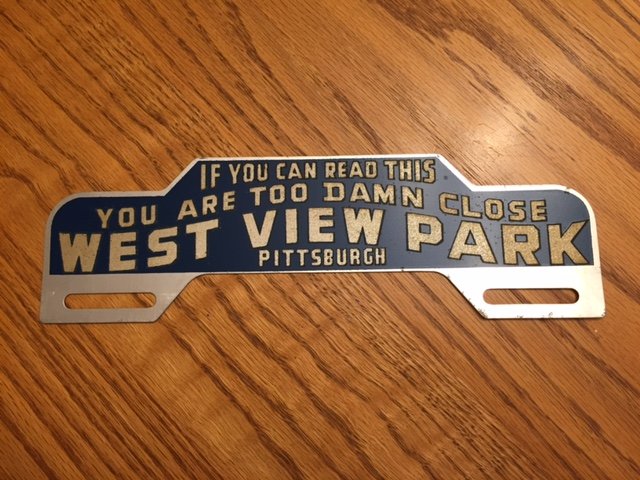 IF YOU CAN READ THIS
YOU ARE TOO DAMN CLOSE
WEST VIEW PARK
PITTSBURGH